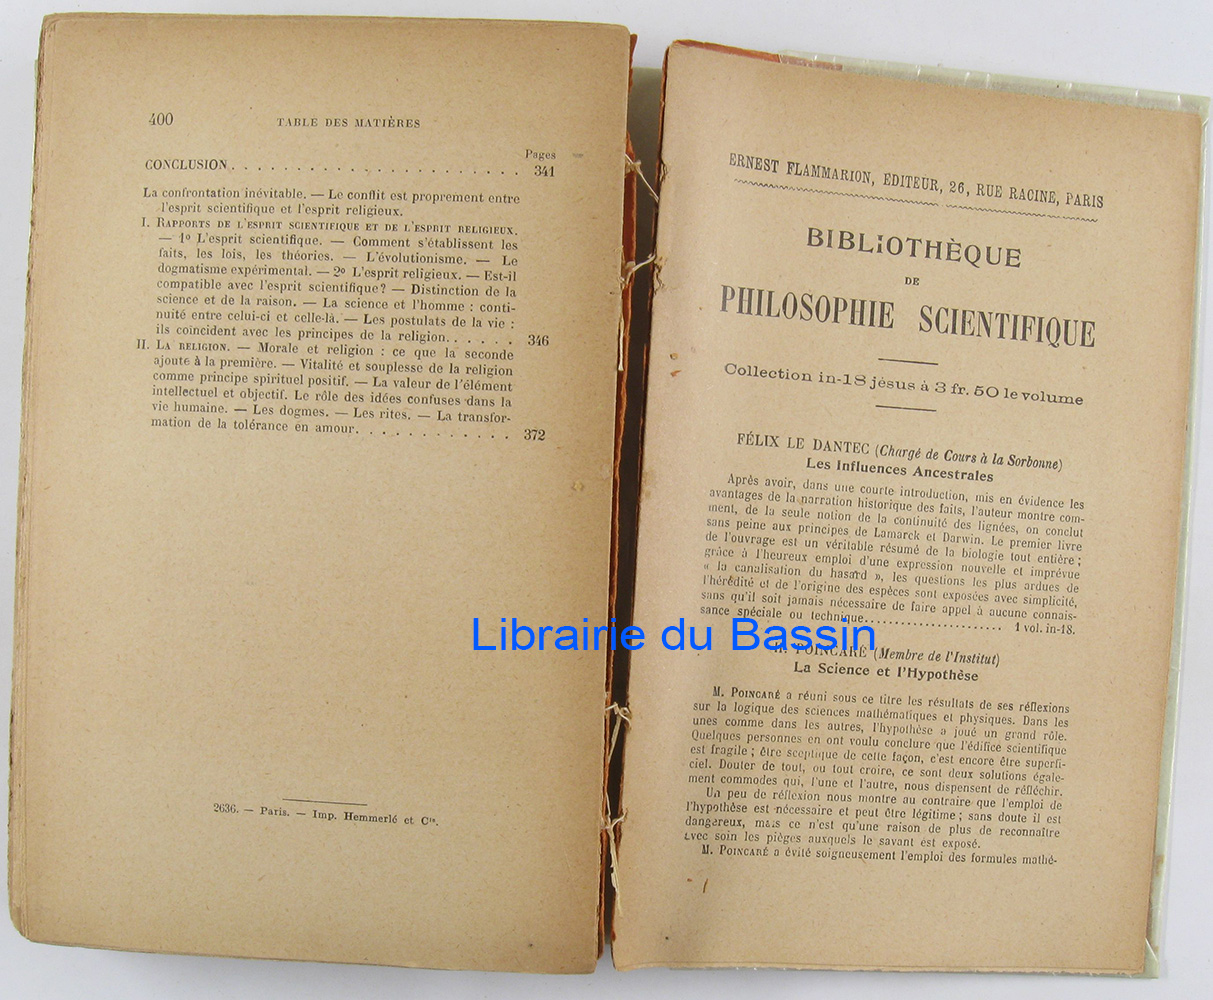 400 TABLE DES MATIÈRES
Pages
CONCLUSION . . . . . . . . . . . . . . . . . . . . . . 341
La confrontation inévitable. — Le conflit est proprement entre
l'esprit scientifique et l'esprit religieux.
I. RAPPORTS DE L'ESPRIT SCIENTIFIQUE ET DE L'ESPRIT RELIGIEUX.
— 1º L'esprit scientifique. — Comment s'établissent les
faits, les lois, les théories. — L'évolutionisme. — Le
dogmatisme expérimental. — 2º L'esprit religieux. — Est-il
compatible avec l'esprit scientifique? — Distinction de la
science et de la raison. — La science et l'homme : conti-
nuité entre celui-ci et celle-là. — Les postulats de la vie :
ils coïncident avec les principes de la religion. . . . . . 346
II. LA RELIGION. — Morale et religion : ce que la seconde
ajoute à la première. — Vitalité et souplesse de la religion
comme principe spirituel positif. — La valeur de l'élément
intellectuel et objectif. Le rôle des idées confuses dans la
vie humaine. — Les dogmes. — Les rites. — La transfor-
mation de la tolérance en amour. . . . . . . . . . . . 372
2636. — Paris. — Imp. Hemmerlé et Cie.
ERNEST FLAMMARION, EDITEUR, 26, RUE RACINE, PARIS
BIBLIOTHÈQUE
DE
PHILOSOPHIE SCIENTIFIQUE
Collection in-18 jésus à 3 fr. 50 le volume
FÉLIX LE DANTEC (Chargé de Cours à la Sorbonne)
Les Influences Ancestrales
Après avoir, dans une courte introduction, mis en évidence les
avantages de la narration historique des faits, l'auteur montre com-
ment, de la seule notion de la continuité des lignées, on conclut
sans peine aux principes de Lamarck et Darwin. Le premier livre
de l'ouvrage est un véritable résumé de la biologie tout entière ;
grâce à l'heureux emploi d'une expression nouvelle et imprévue
« la canalisation du hasard », les questions les plus ardues de
l'hérédité et de l'origine des espèces sont exposées avec simplicité,
sans qu'il soit jamais nécessaire de faire appel à aucune connais-
sance spéciale ou technique. . . . . . . . . . . . . . . . . . . . 1 vol. in-18.
Librairie du Bassin
H. POINCARÉ (Membre de l'Institut)
La Science et l'Hypothèse
M. POINCARÉ a réuni sous ce titre les résultats de ses réflexions
sur la logique des sciences mathématiques et physiques. Dans les
unes comme dans les autres, l'hypothèse a joué un grand rôle.
Quelques personnes en ont voulu conclure que l'édifice scientifique
est fragile ; être sceptique de cette façon, c'est encore être superfi-
ciel. Douter de tout, ou tout croire, ce sont deux solutions égale-
ment commodes qui, l'une et l'autre, nous dispensent de réfléchir.
Un peu de réflexion nous montre au contraire que l'emploi de
l'hypothèse est nécessaire et peut être légitime ; sans doute il est
dangereux, mais ce n'est qu'une raison de plus de reconnaître
avec soin les pièges auxquels le savant est exposé.
M. POINCARÉ a évité soigneusement l'emploi des formules mathé-